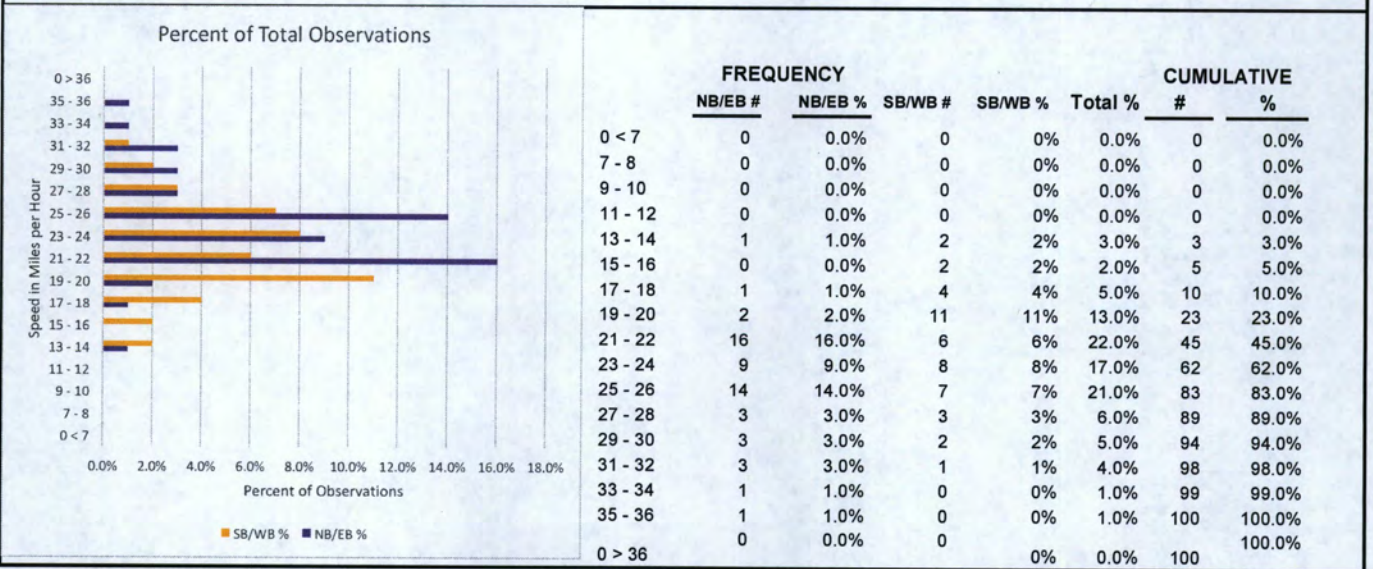 Percent of Total Observations
Speed in Miles per Hour
0 > 36
35 - 36
33 - 34
31 - 32
29 - 30
27 - 28
25 - 26
23 - 24
21 - 22
19 - 20
17 - 18
15 - 16
13 - 14
11 - 12
9 - 10
7 - 8
0 < 7
0.0% 2.0% 4.0% 6.0% 8.0% 10.0% 12.0% 14.0% 16.0% 18.0%
Percent of Observations
SB/WB % NB/EB %
FREQUENCY CUMULATIVE
NB/EB # NB/EB % SB/WB # SB/WB % Total % # %
0 < 7 0 0.0% 0 0% 0.0% 0 0.0%
7 - 8 0 0.0% 0 0% 0.0% 0 0.0%
9 - 10 0 0.0% 0 0% 0.0% 0 0.0%
11 - 12 0 0.0% 0 0% 0.0% 0 0.0%
13 - 14 1 1.0% 2 2% 3.0% 3 3.0%
15 - 16 0 0.0% 2 2% 2.0% 5 5.0%
17 - 18 1 1.0% 4 4% 5.0% 10 10.0%
19 - 20 2 2.0% 11 11% 13.0% 23 23.0%
21 - 22 16 16.0% 6 6% 22.0% 45 45.0%
23 - 24 9 9.0% 8 8% 17.0% 62 62.0%
25 - 26 14 14.0% 7 7% 21.0% 83 83.0%
27 - 28 3 3.0% 3 3% 6.0% 89 89.0%
29 - 30 3 3.0% 2 2% 5.0% 94 94.0%
31 - 32 3 3.0% 1 1% 4.0% 98 98.0%
33 - 34 1 1.0% 0 0% 1.0% 99 99.0%
35 - 36 1 1.0% 0 0% 1.0% 100 100.0%
0 0.0% 0 100.0%
0 > 36 0% 0.0% 100